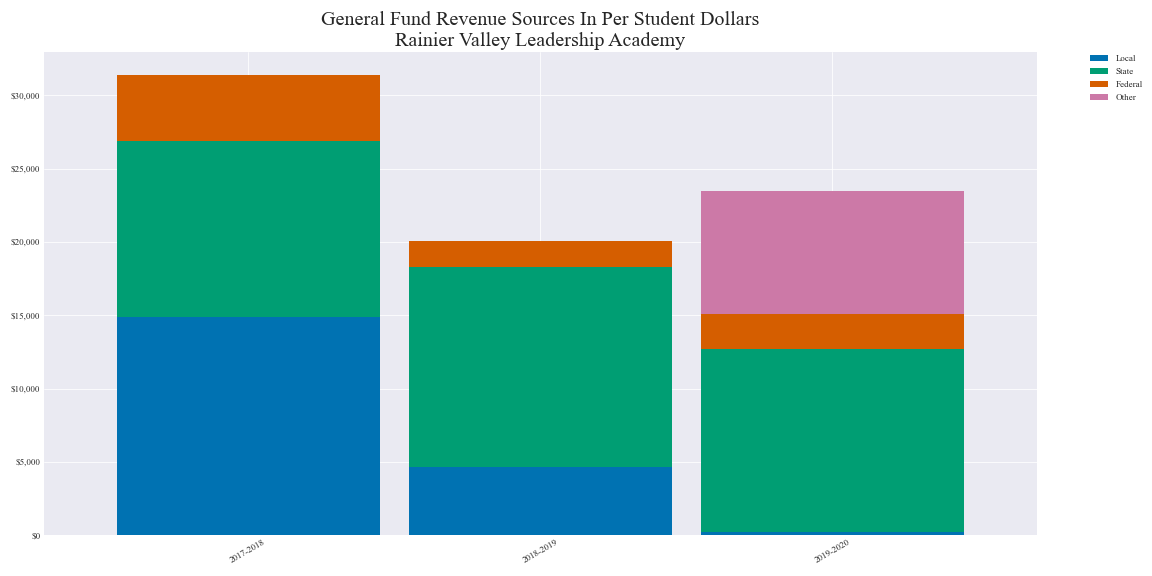 General Fund Revenue Sources In Per Student Dollars
Rainier Valley Leadership Academy
Local
State
Federal
Other
$30,000
$25,000
$20,000
$15,000
$10,000
$5,000
$0
2017-2018
2018-2019
2019-2020